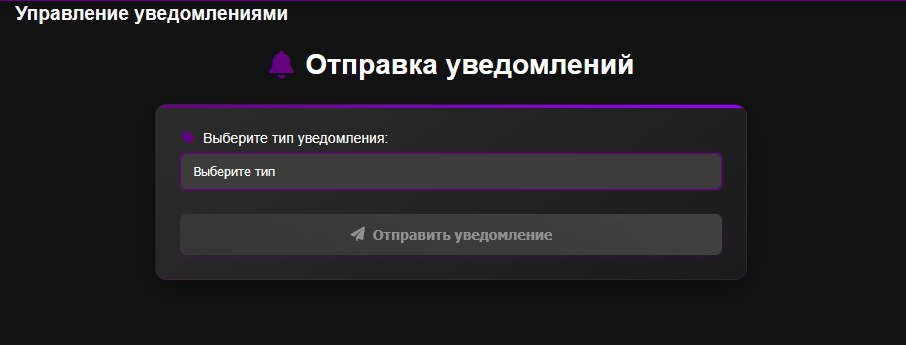 Управление уведомлениями
Отправка уведомлений
Выберите тип уведомления:
Выберите тип
Отправить уведомление